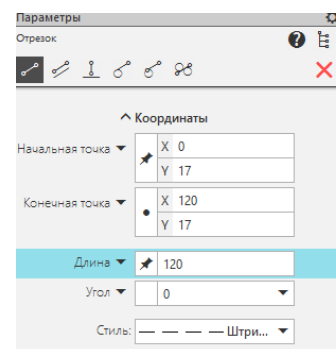 Параметры
Отрезок
Координаты
Начальная точка X 0
Y 17
Конечная точка X 120
Y 17
Длина 120
Угол 0
Стиль: Штри...